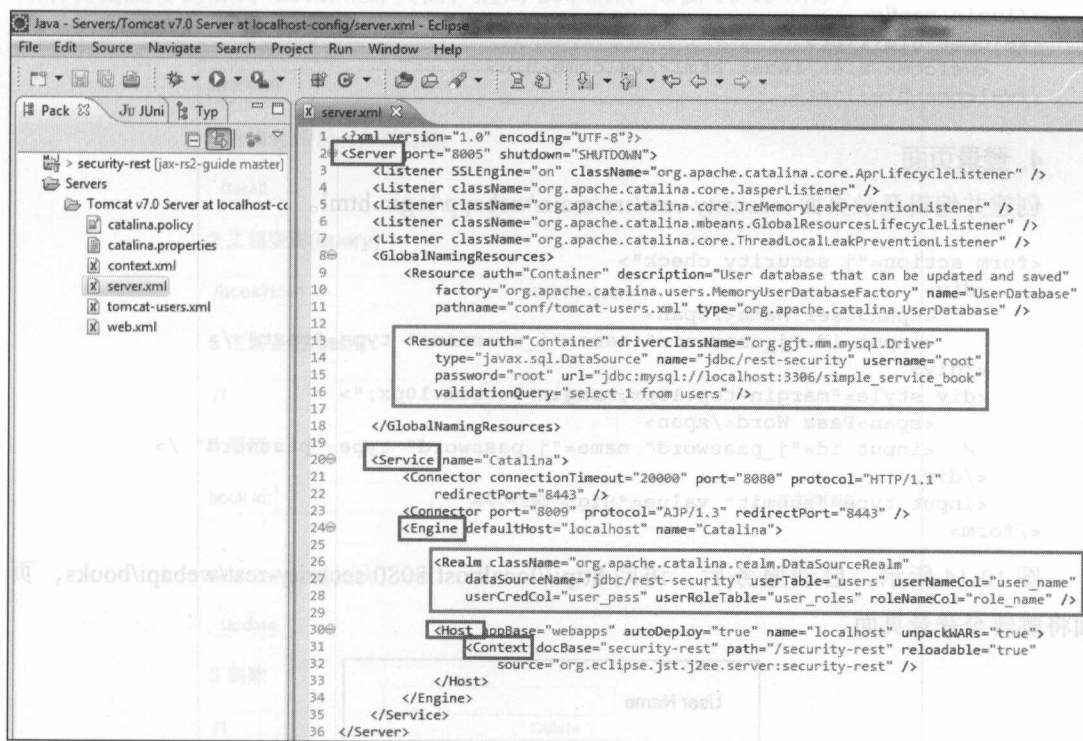 Java - Servers/Tomcat v7.0 Server at localhost-config/server.xml - Eclipse
File Edit Source Navigate Search Project Run Window Help
Pack JUni Typ
server.xml
> security-rest [jax-rs2-guide master]
Servers
Tomcat v7.0 Server at localhost-cc
catalina.policy
catalina.properties
context.xml
server.xml
tomcat-users.xml
web.xml
1 <?xml version="1.0" encoding="UTF-8"?>
2 <Server port="8005" shutdown="SHUTDOWN">
3 <Listener SSLEngine="on" className="org.apache.catalina.core.AprLifecycleListener" />
4 <Listener className="org.apache.catalina.core.JasperListener" />
5 <Listener className="org.apache.catalina.core.JreMemoryLeakPreventionListener" />
6 <Listener className="org.apache.catalina.mbeans.GlobalResourcesLifecycleListener" />
7 <Listener className="org.apache.catalina.core.ThreadLocalLeakPreventionListener" />
8 <GlobalNamingResources>
9 <Resource auth="Container" description="User database that can be updated and saved"
10 factory="org.apache.catalina.users.MemoryUserDatabaseFactory" name="UserDatabase"
11 pathname="conf/tomcat-users.xml" type="org.apache.catalina.UserDatabase" />
12
13 <Resource auth="Container" driverClassName="org.gjt.mm.mysql.Driver"
14 type="javax.sql.DataSource" name="jdbc/rest-security" username="root"
15 password="root" url="jdbc:mysql://localhost:3306/simple_service_book"
16 validationQuery="select 1 from users" />
17
18 </GlobalNamingResources>
19
20 <Service name="Catalina">
21 <Connector connectionTimeout="20000" port="8080" protocol="HTTP/1.1"
22 redirectPort="8443" />
23 <Connector port="8009" protocol="AJP/1.3" redirectPort="8443" />
24 <Engine defaultHost="localhost" name="Catalina">
25
26 <Realm className="org.apache.catalina.realm.DataSourceRealm"
27 dataSourceName="jdbc/rest-security" userTable="users" userNameCol="user_name"
28 userCredCol="user_pass" userRoleTable="user_roles" roleNameCol="role_name" />
29
30 <Host appBase="webapps" autoDeploy="true" name="localhost" unpackWARs="true">
31 <Context docBase="security-rest" path="/security-rest" reloadable="true"
32 source="org.eclipse.jst.j2ee.server:security-rest" />
33 </Host>
34 </Engine>
35 </Service>
36 </Server>